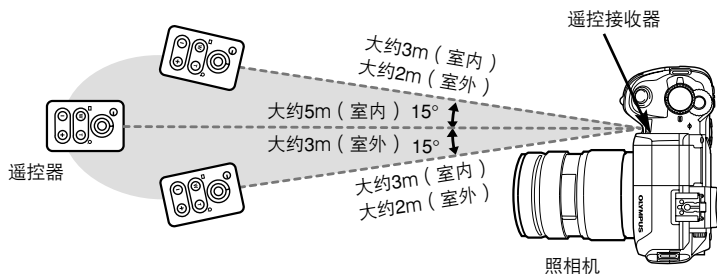 遥控接收器
大约3m（室内）
大约2m（室外）
大约5m（室内） 15°
大约3m（室外） 15°
遥控器
大约3m（室内）
大约2m（室外）
OLYMPUS
照相机